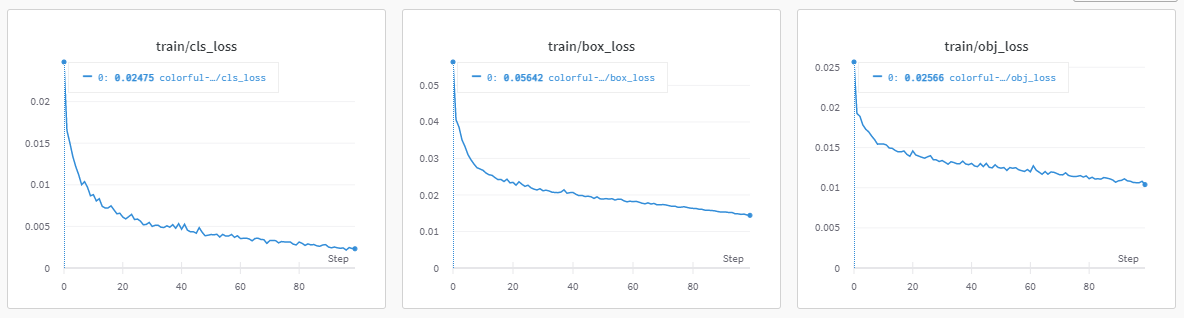 train/cls_loss
0: 0.02475 colorful-…/cls_loss
0.02
0.015
0.01
0.005
0
Step
0 20 40 60 80
train/box_loss
0: 0.05642 colorful-…/box_loss
0.05
0.04
0.03
0.02
0.01
0
Step
0 20 40 60 80
train/obj_loss
0: 0.02566 colorful-…/obj_loss
0.025
0.02
0.015
0.01
0.005
0
Step
0 20 40 60 80